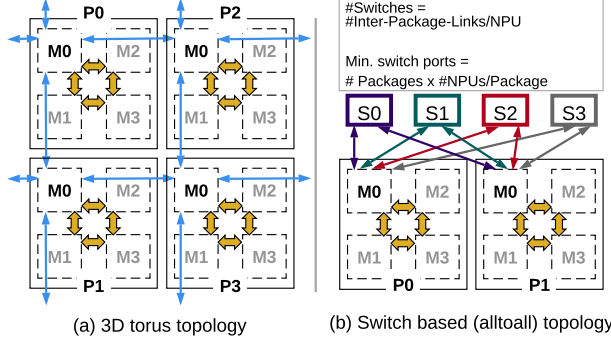 P0
P2
M0
M2
M0
M2
M1
M3
M1
M3
M0
M2
M0
M2
M1
M3
M1
M3
P1
P3
(a) 3D torus topology
#Switches =
#Inter-Package-Links/NPU
Min. switch ports =
# Packages x #NPUs/Package
S0
S1
S2
S3
M0
M2
M0
M2
M1
M3
M1
M3
P0
P1
(b) Switch based (alltoall) topology